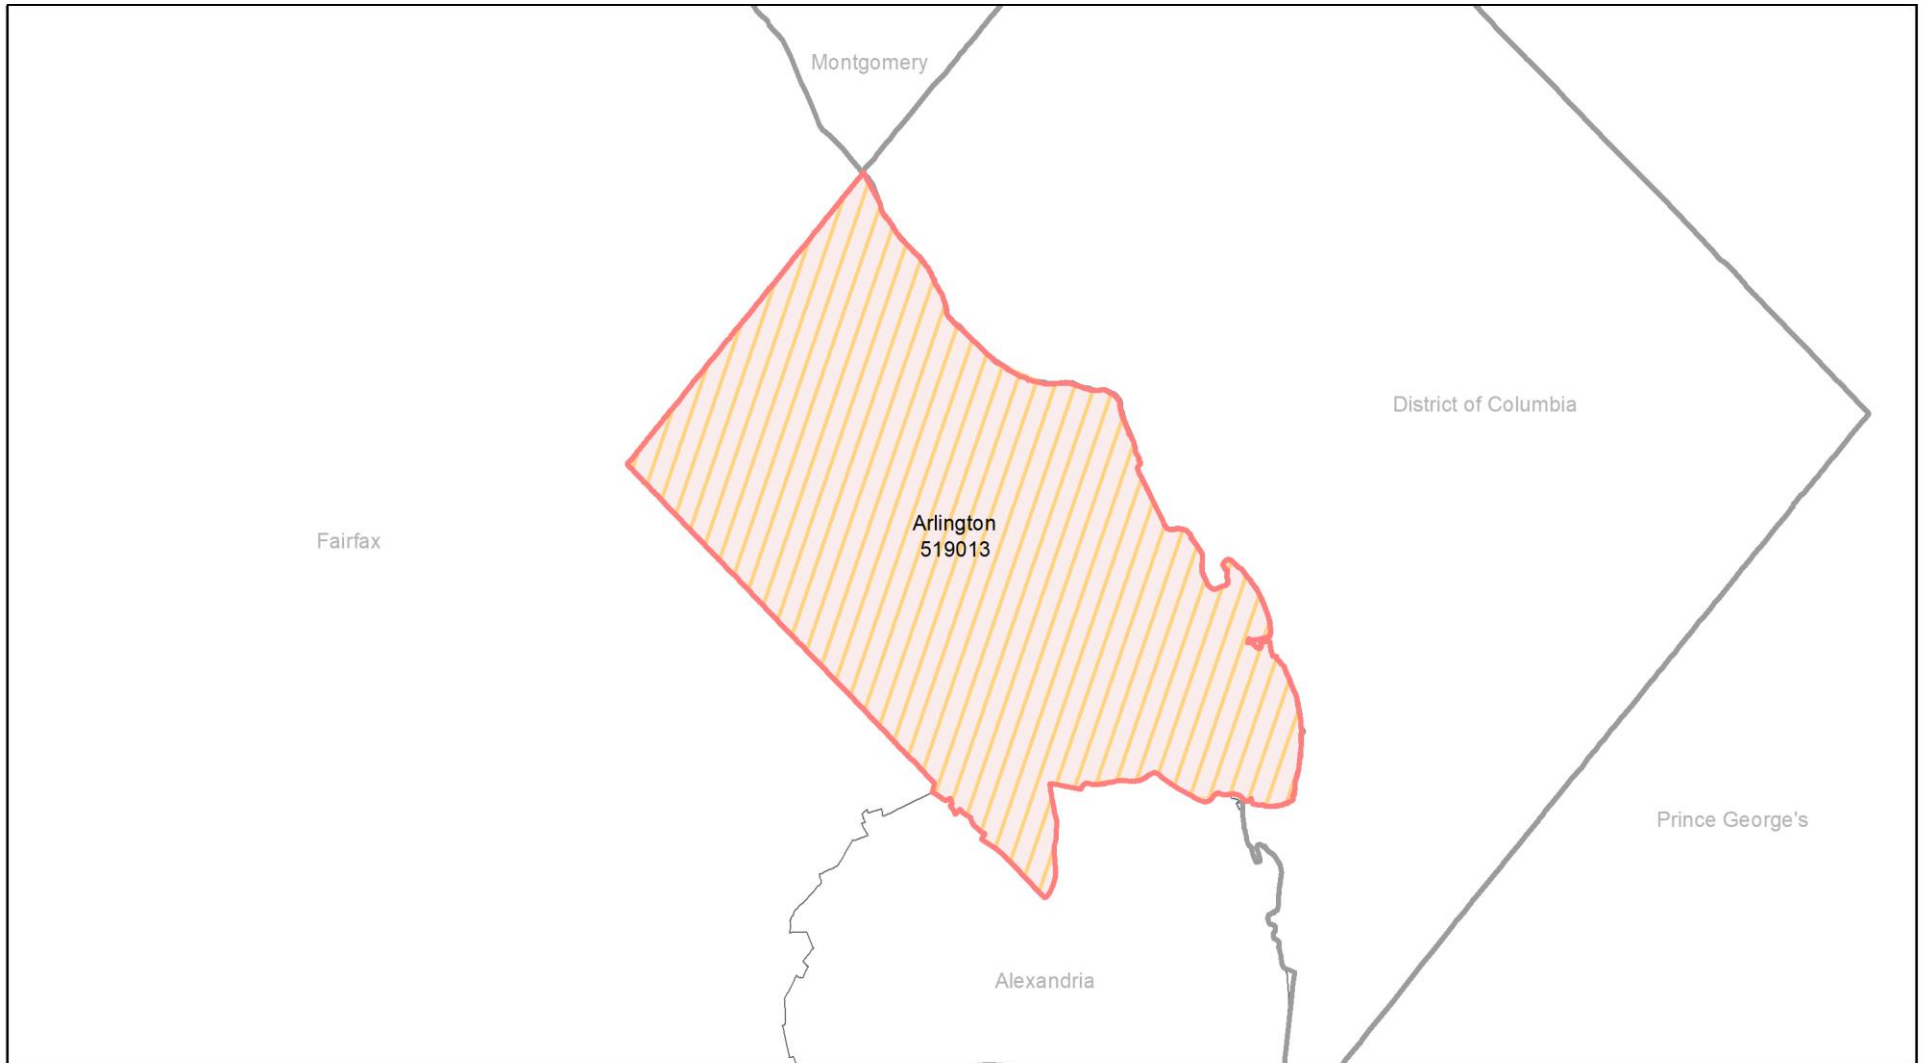 Montgomery
District of Columbia
Arlington
519013
Fairfax
Prince George's
Alexandria